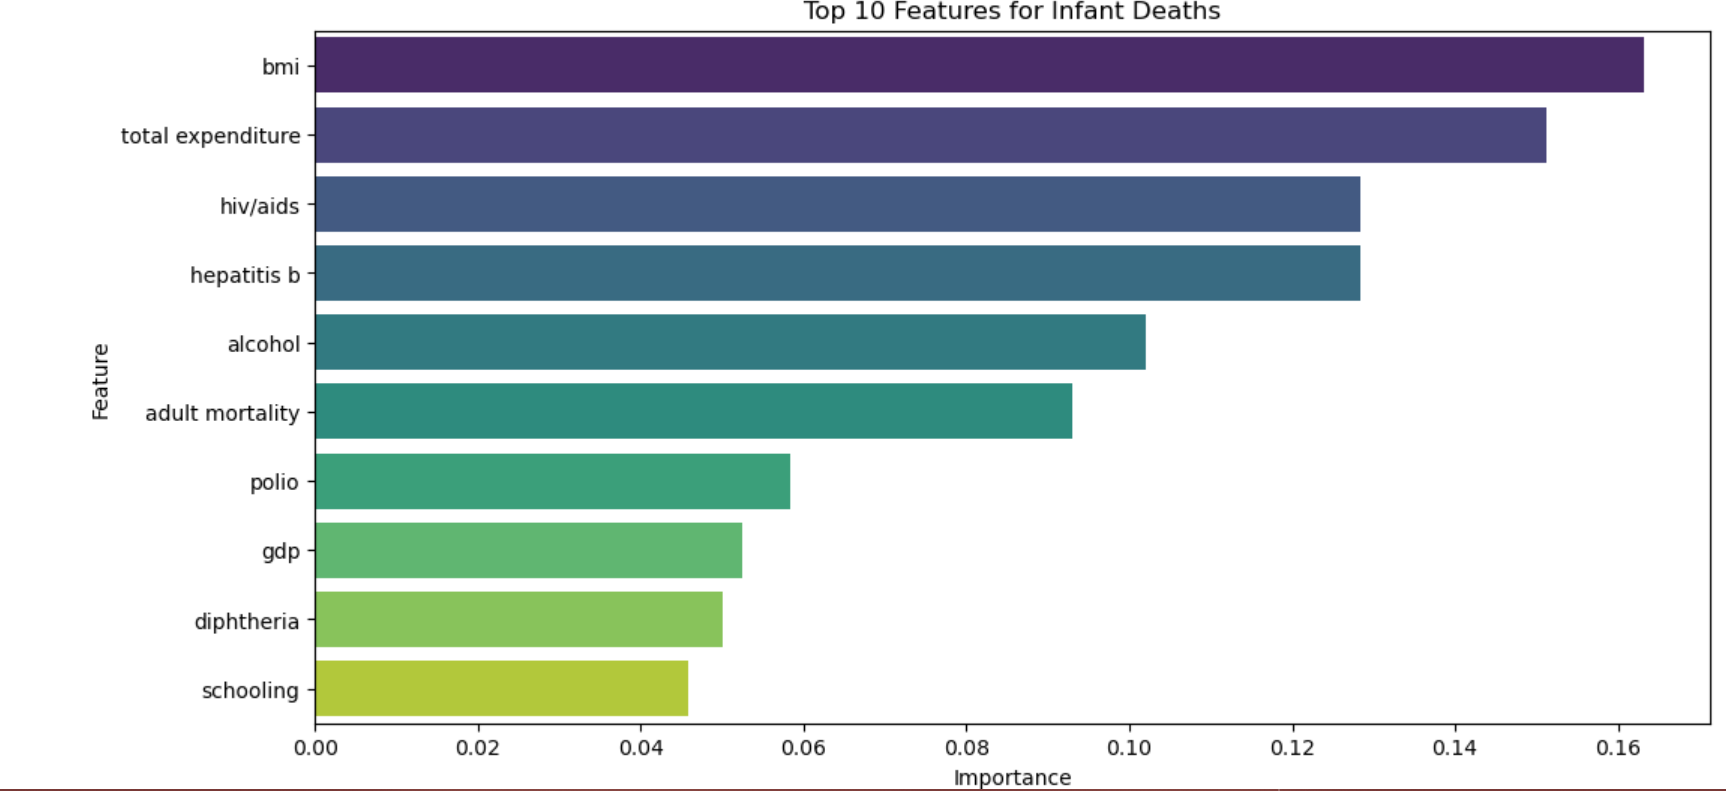 Top 10 Features for Infant Deaths
bmi
total expenditure
hiv/aids
hepatitis b
alcohol
Feature
adult mortality
polio
gdp
diphtheria
schooling
0.00 0.02 0.04 0.06 0.08 0.10 0.12 0.14 0.16
Importance